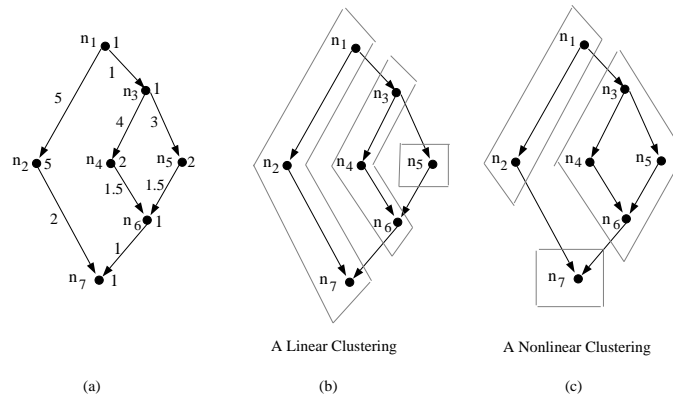 n1 1
5 1
n3 1
4 3
n2 5 n4 2 n5 2
1.5 1.5
n6 1
2 1
n7 1
(a)
n1
n3
n2 n4 n5
n6
n7
A Linear Clustering
(b)
n1
n3
n2 n4 n5
n6
n7
A Nonlinear Clustering
(c)